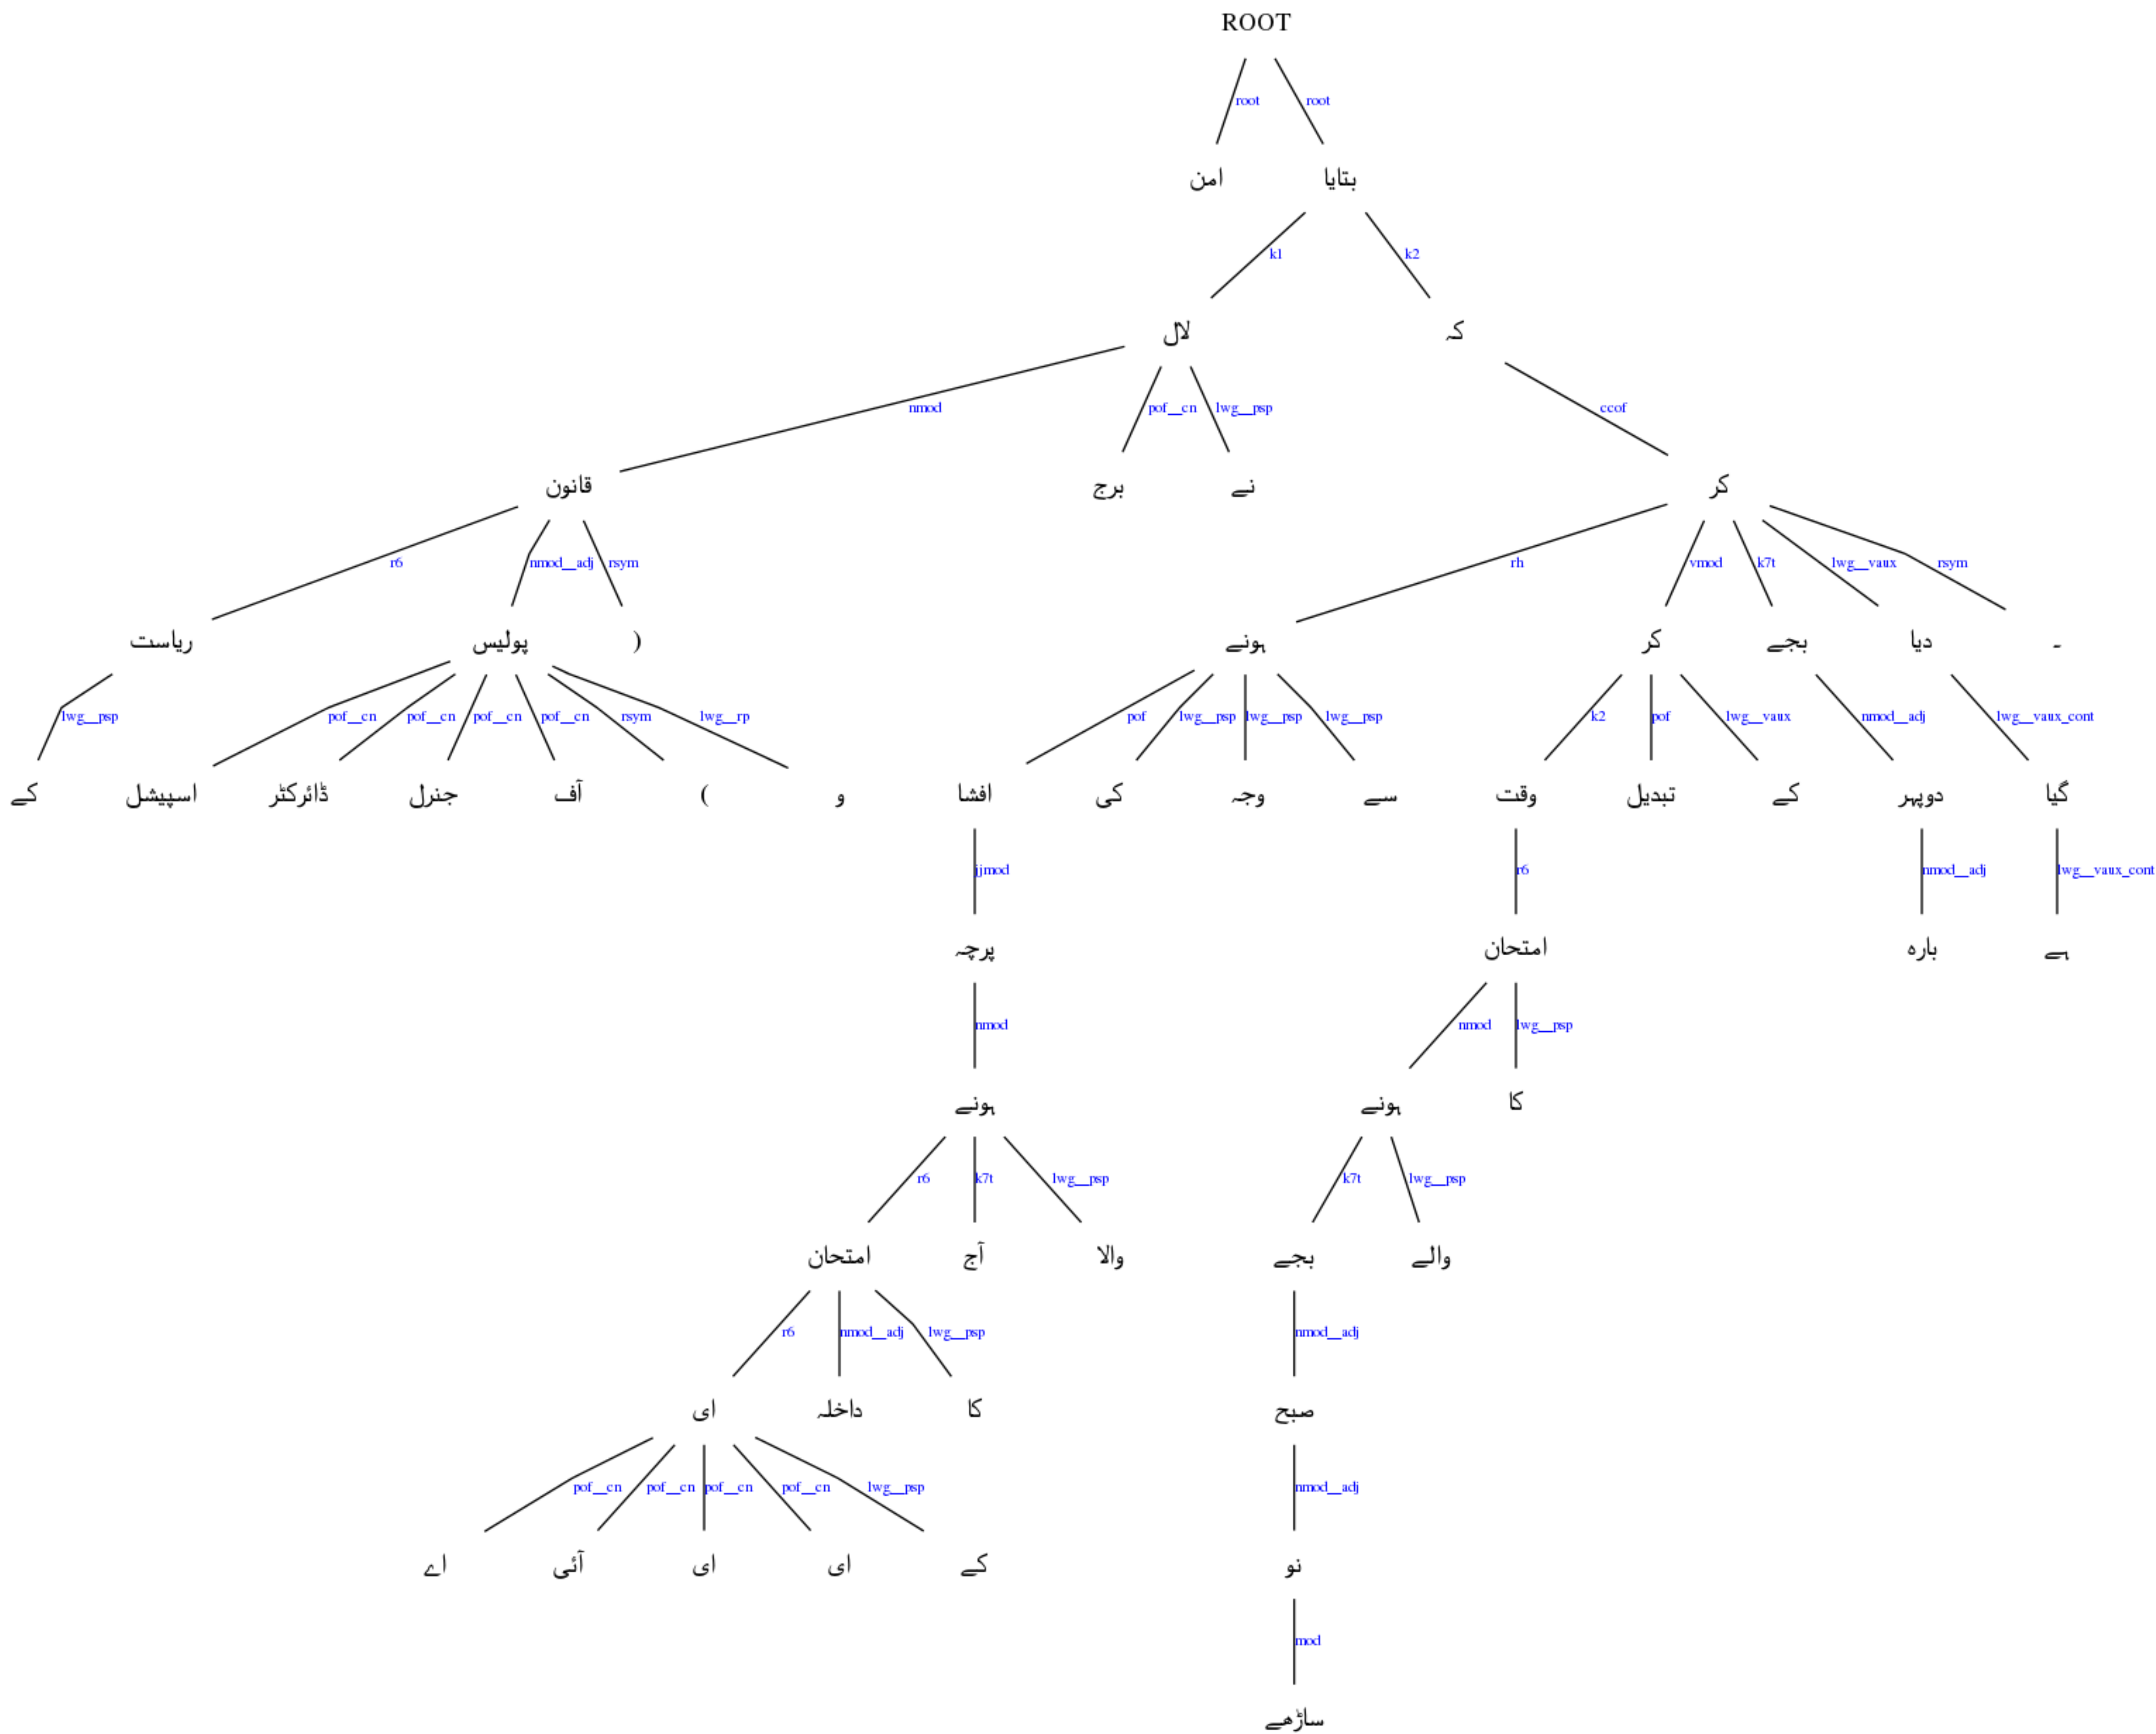 ROOT
root root
امن بتایا
k1 k2
لال کہ
nmod pof__cn lwg__psp ccof
قانون برج نے کر
r6 nmod__adj rsym rh vmod k7t lwg__vaux rsym
ریاست پولیس ) ہونے کر بجے دیا ۔
lwg__psp pof__cn pof__cn pof__cn pof__cn rsym lwg__rp pof lwg__psp lwg__psp lwg__psp k2 pof lwg__vaux nmod__adj lwg__vaux_cont
کے اسپیشل ڈائرکٹر جنرل آف ( و افشا کی وجہ سے وقت تبدیل کے دوپہر گیا
jjmod r6 nmod__adj lwg__vaux_cont
پرچہ امتحان بارہ ہے
nmod nmod lwg__psp
ہونے ہونے کا
r6 k7t lwg__psp k7t lwg__psp
امتحان آج والا بجے والے
r6 nmod__adj lwg__psp nmod__adj
ای داخلہ کا صبح
pof__cn pof__cn pof__cn pof__cn lwg__psp nmod__adj
اے آئی ای ای کے نو
mod
ساڑھے